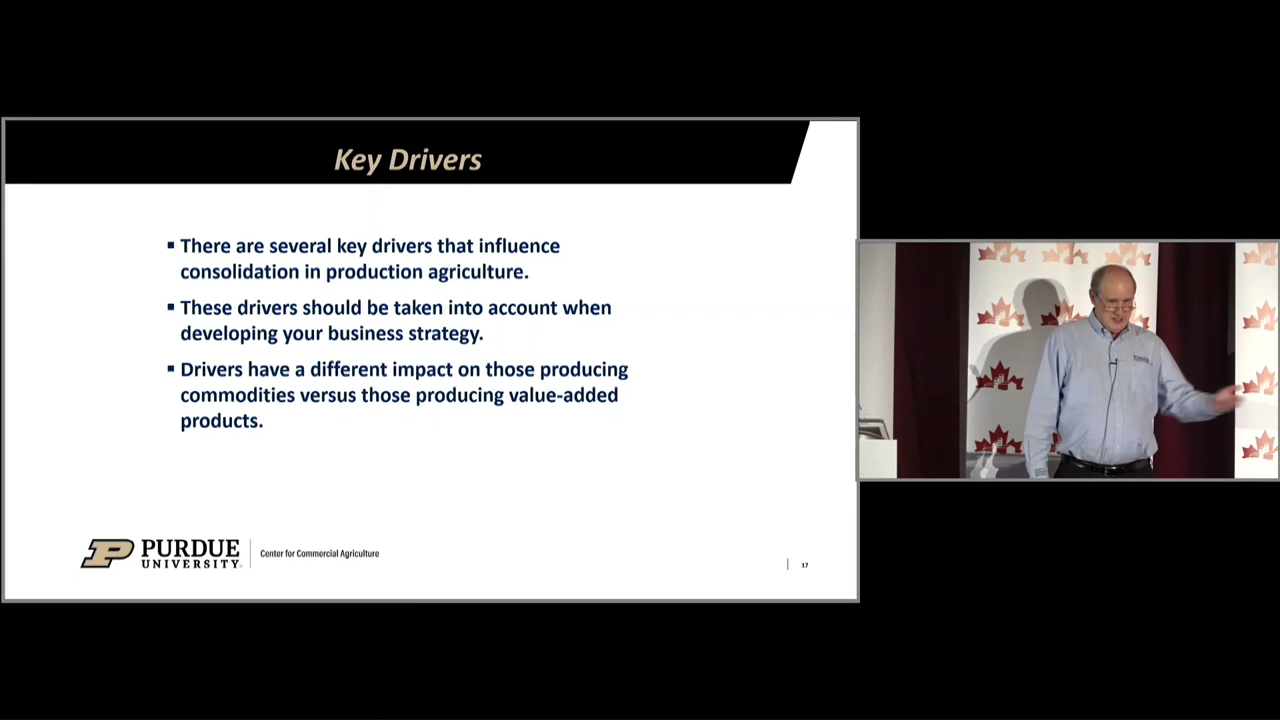 Key Drivers
▪ There are several key drivers that influence
consolidation in production agriculture.
▪ These drivers should be taken into account when
developing your business strategy.
▪ Drivers have a different impact on those producing
commodities versus those producing value-added
products.
P PURDUE
UNIVERSITY®
Center for Commercial Agriculture
17